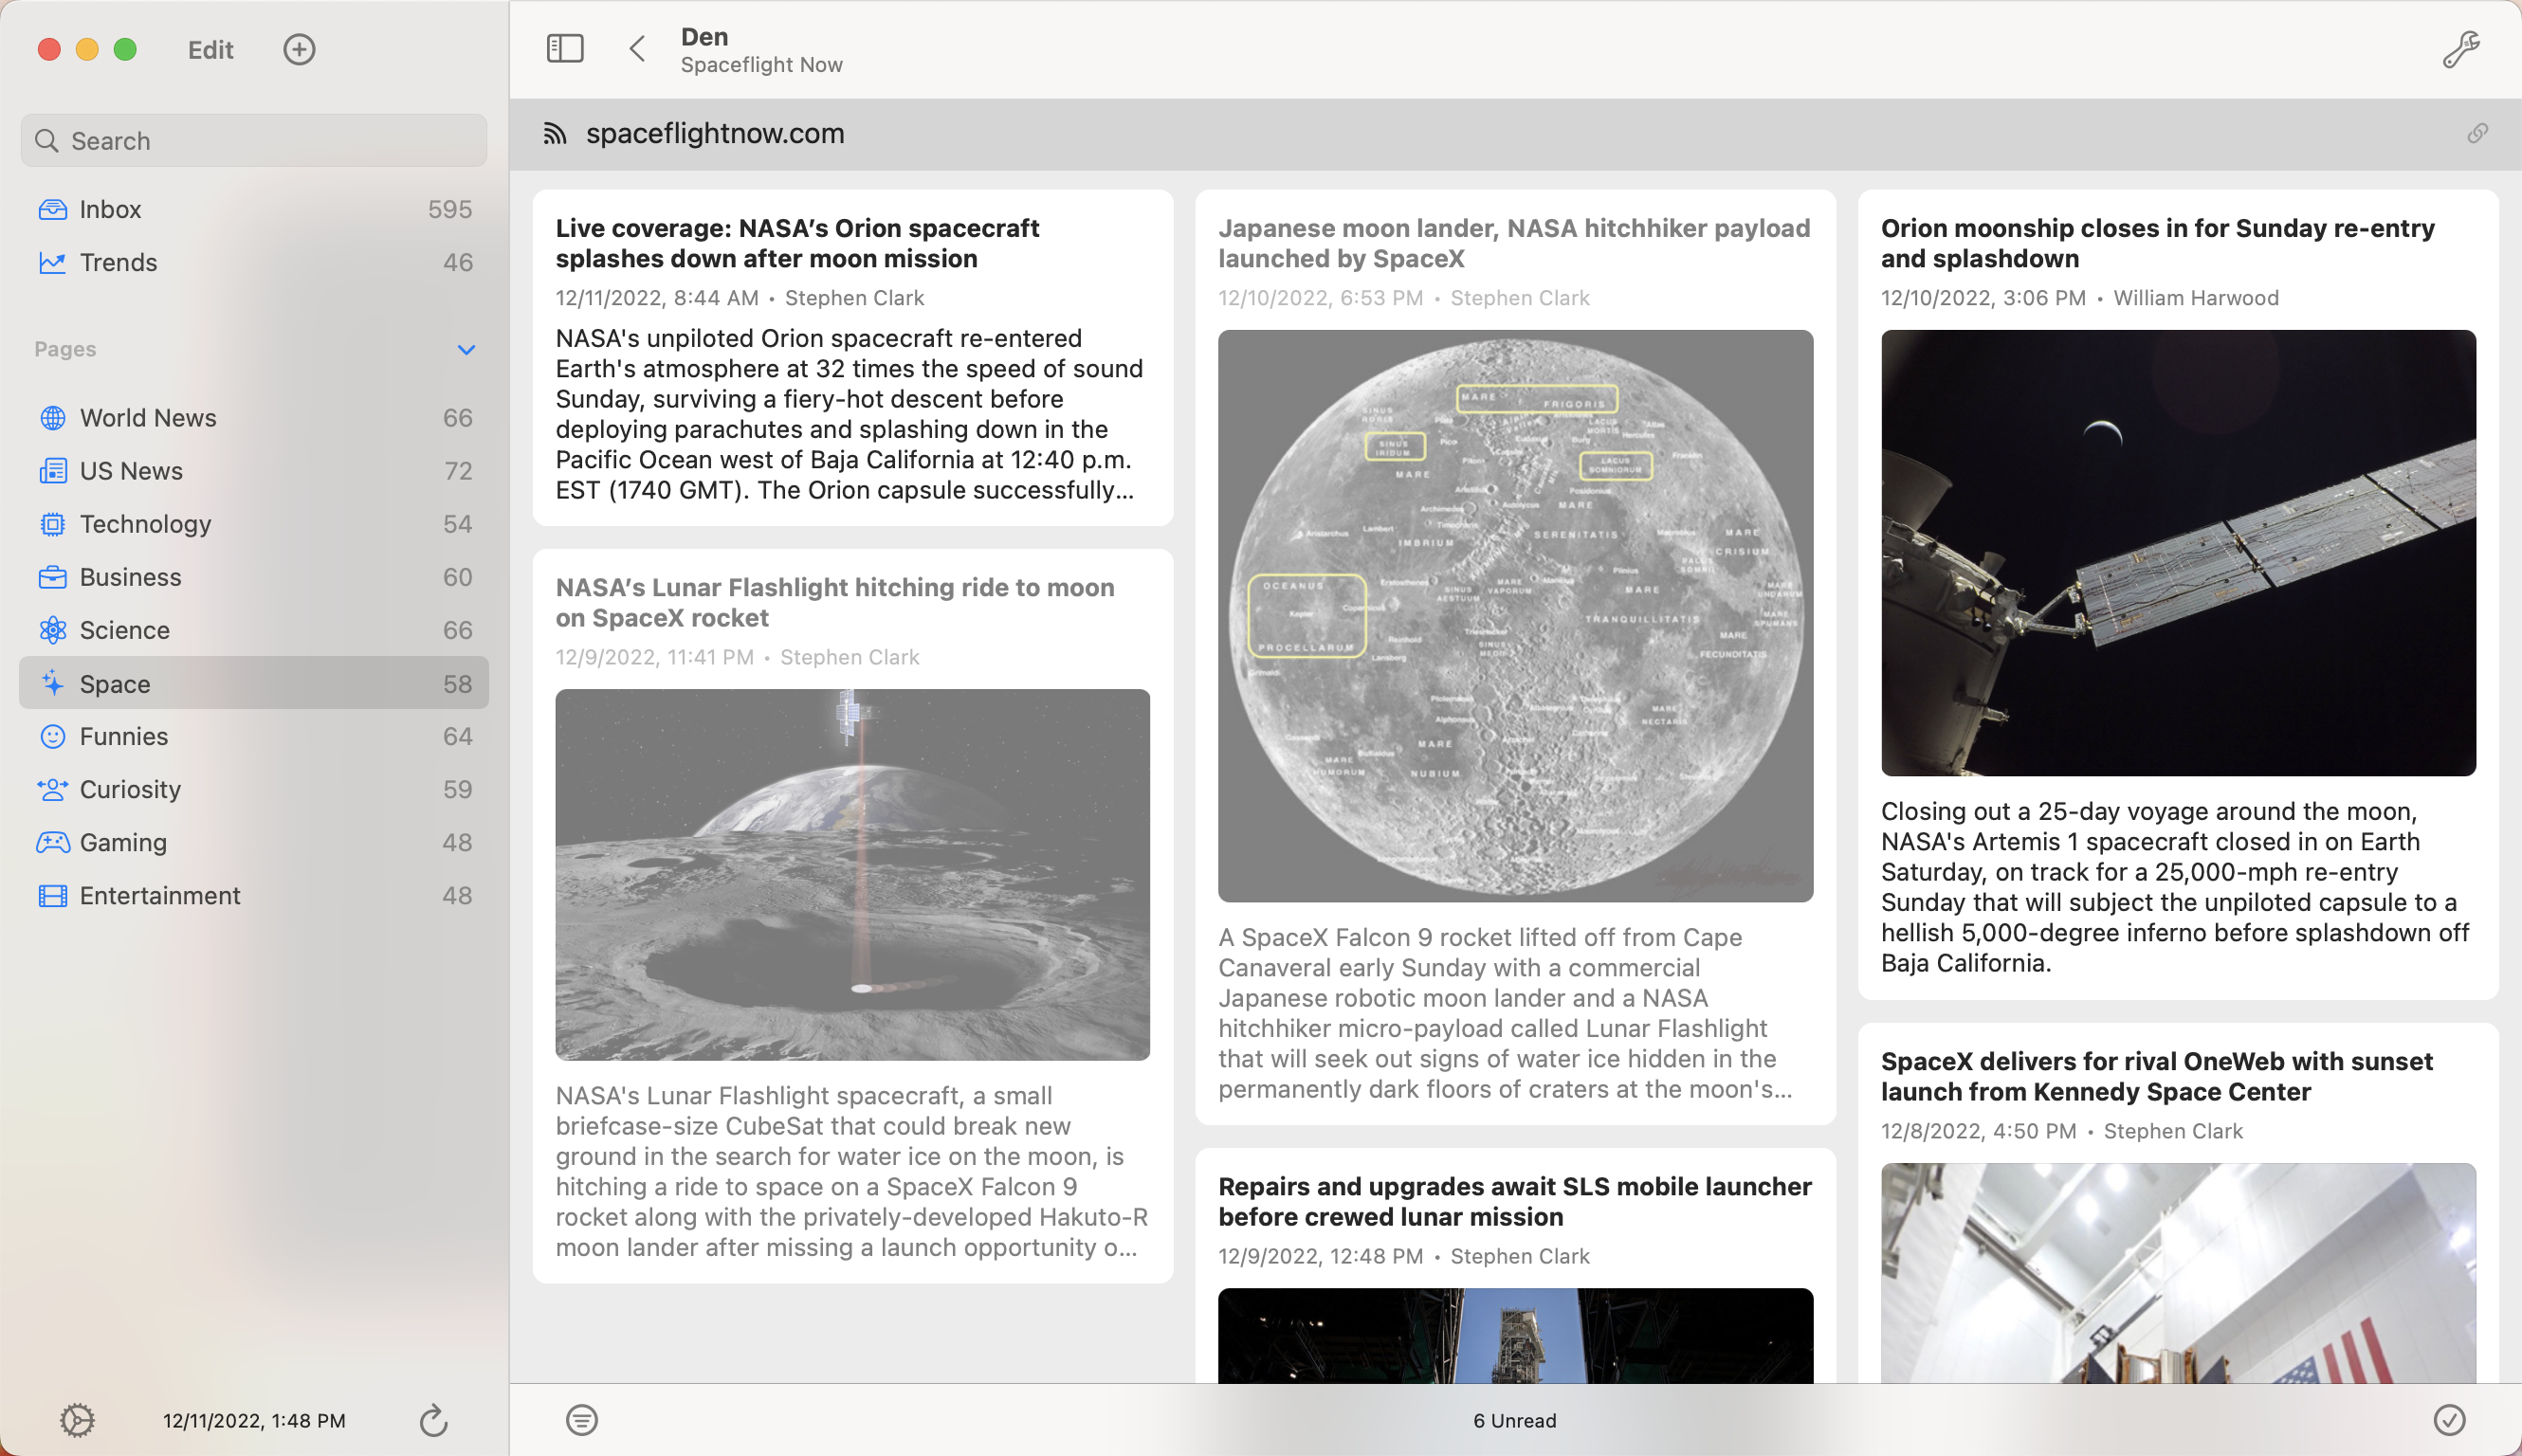 Edit
Search
Inbox 595
Trends 46
Pages
World News 66
US News 72
Technology 54
Business 60
Science 66
Space 58
Funnies 64
Curiosity 59
Gaming 48
Entertainment 48
12/11/2022, 1:48 PM
Den
Spaceflight Now
spaceflightnow.com
Live coverage: NASA’s Orion spacecraft
splashes down after moon mission
12/11/2022, 8:44 AM • Stephen Clark
NASA's unpiloted Orion spacecraft re-entered
Earth's atmosphere at 32 times the speed of sound
Sunday, surviving a fiery-hot descent before
deploying parachutes and splashing down in the
Pacific Ocean west of Baja California at 12:40 p.m.
EST (1740 GMT). The Orion capsule successfully...
NASA’s Lunar Flashlight hitching ride to moon
on SpaceX rocket
12/9/2022, 11:41 PM • Stephen Clark
NASA's Lunar Flashlight spacecraft, a small
briefcase-size CubeSat that could break new
ground in the search for water ice on the moon, is
hitching a ride to space on a SpaceX Falcon 9
rocket along with the privately-developed Hakuto-R
moon lander after missing a launch opportunity o...
Japanese moon lander, NASA hitchhiker payload
launched by SpaceX
12/10/2022, 6:53 PM • Stephen Clark
MARE FRIGORIS
SINUS
RORIS
SINUS
IRIDUM
LACUS
MORTIS
LACUS
SOMNIORUM
MARE
IMBRIUM
MARE
SERENITATIS
MARE
CRISIUM
OCEANUS
Kepler
PROCELLARUM
SINUS
AESTUUM
MARE
VAPORUM
MARE
TRANQUILLITATIS
MARE
FECUNDITATIS
MARE
NECTARIS
MARE
HUMORUM
MARE
NUBIUM
A SpaceX Falcon 9 rocket lifted off from Cape
Canaveral early Sunday with a commercial
Japanese robotic moon lander and a NASA
hitchhiker micro-payload called Lunar Flashlight
that will seek out signs of water ice hidden in the
permanently dark floors of craters at the moon's...
Repairs and upgrades await SLS mobile launcher
before crewed lunar mission
12/9/2022, 12:48 PM • Stephen Clark
Orion moonship closes in for Sunday re-entry
and splashdown
12/10/2022, 3:06 PM • William Harwood
Closing out a 25-day voyage around the moon,
NASA's Artemis 1 spacecraft closed in on Earth
Saturday, on track for a 25,000-mph re-entry
Sunday that will subject the unpiloted capsule to a
hellish 5,000-degree inferno before splashdown off
Baja California.
SpaceX delivers for rival OneWeb with sunset
launch from Kennedy Space Center
12/8/2022, 4:50 PM • Stephen Clark
6 Unread